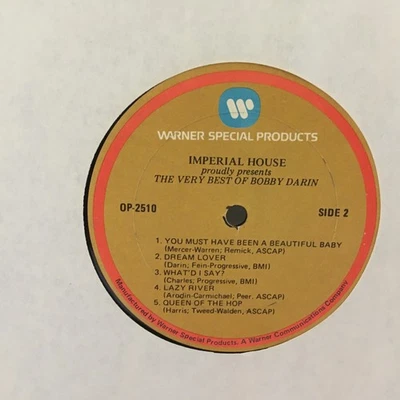 WARNER SPECIAL PRODUCTS
IMPERIAL HOUSE
proudly presents
THE VERY BEST OF BOBBY DARIN
OP-2510
SIDE 2
1. YOU MUST HAVE BEEN A BEAUTIFUL BABY
(Mercer-Warren; Remick, ASCAP)
2. DREAM LOVER
(Darin; Fein-Progressive, BMI)
3. WHAT'D I SAY?
(Charles; Progressive, BMI)
4. LAZY RIVER
(Arodin-Carmichael; Peer, ASCAP)
5. QUEEN OF THE HOP
(Harris; Tweed-Walden, ASCAP)
Manufactured by Warner Special Products. A Warner Communications Company